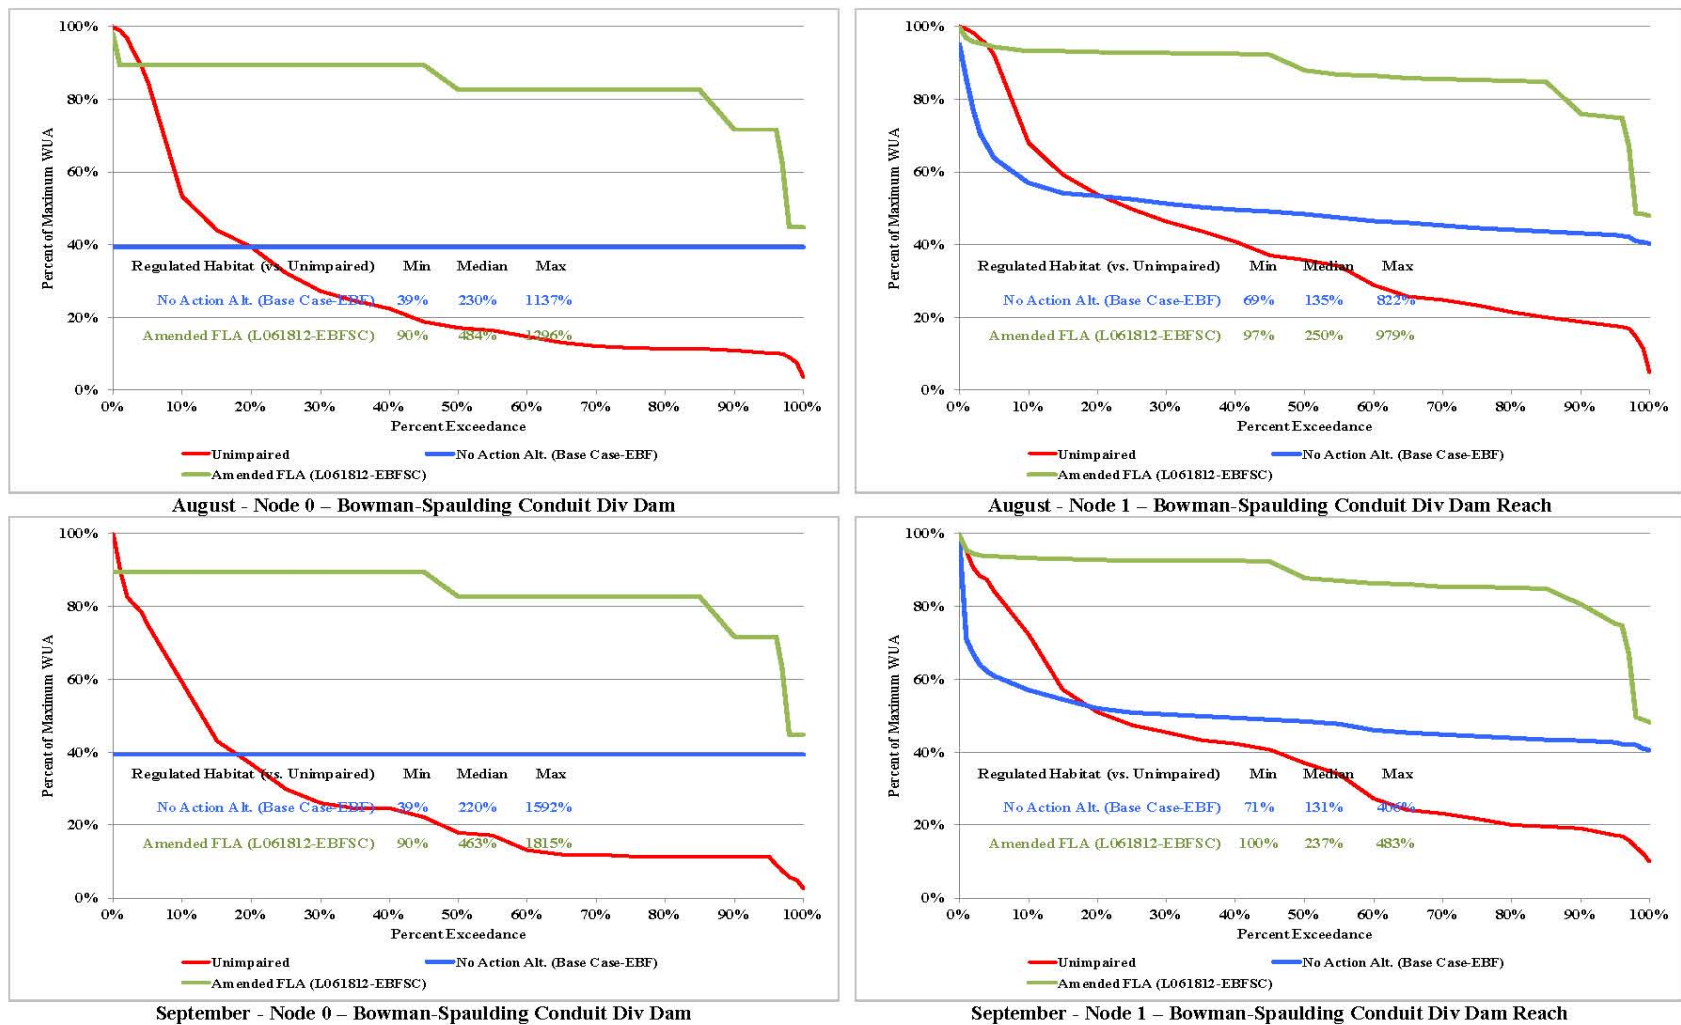 100%
80%
60%
40%
20%
0%
Percent of Maximum WUA
Regulated Habitat (vs. Unimpaired) Min Median Max
No Action Alt. (Base Case-EBF) 39% 230% 1137%
Amended FLA (L061812-EBFSC) 90% 484% 1296%
0% 10% 20% 30% 40% 50% 60% 70% 80% 90% 100%
Percent Exceedance
Unimpaired No Action Alt. (Base Case-EBF)
Amended FLA (L061812-EBFSC)
August - Node 0 – Bowman-Spaulding Conduit Div Dam
100%
80%
60%
40%
20%
0%
Percent of Maximum WUA
Regulated Habitat (vs. Unimpaired) Min Median Max
No Action Alt. (Base Case-EBF) 69% 135% 822%
Amended FLA (L061812-EBFSC) 97% 250% 979%
0% 10% 20% 30% 40% 50% 60% 70% 80% 90% 100%
Percent Exceedance
Unimpaired No Action Alt. (Base Case-EBF)
Amended FLA (L061812-EBFSC)
August - Node 1 – Bowman-Spaulding Conduit Div Dam Reach
100%
80%
60%
40%
20%
0%
Percent of Maximum WUA
Regulated Habitat (vs. Unimpaired) Min Median Max
No Action Alt. (Base Case-EBF) 39% 220% 1592%
Amended FLA (L061812-EBFSC) 90% 463% 1815%
0% 10% 20% 30% 40% 50% 60% 70% 80% 90% 100%
Percent Exceedance
Unimpaired No Action Alt. (Base Case-EBF)
Amended FLA (L061812-EBFSC)
September - Node 0 – Bowman-Spaulding Conduit Div Dam
100%
80%
60%
40%
20%
0%
Percent of Maximum WUA
Regulated Habitat (vs. Unimpaired) Min Median Max
No Action Alt. (Base Case-EBF) 71% 131% 406%
Amended FLA (L061812-EBFSC) 100% 237% 483%
0% 10% 20% 30% 40% 50% 60% 70% 80% 90% 100%
Percent Exceedance
Unimpaired No Action Alt. (Base Case-EBF)
Amended FLA (L061812-EBFSC)
September - Node 1 – Bowman-Spaulding Conduit Div Dam Reach